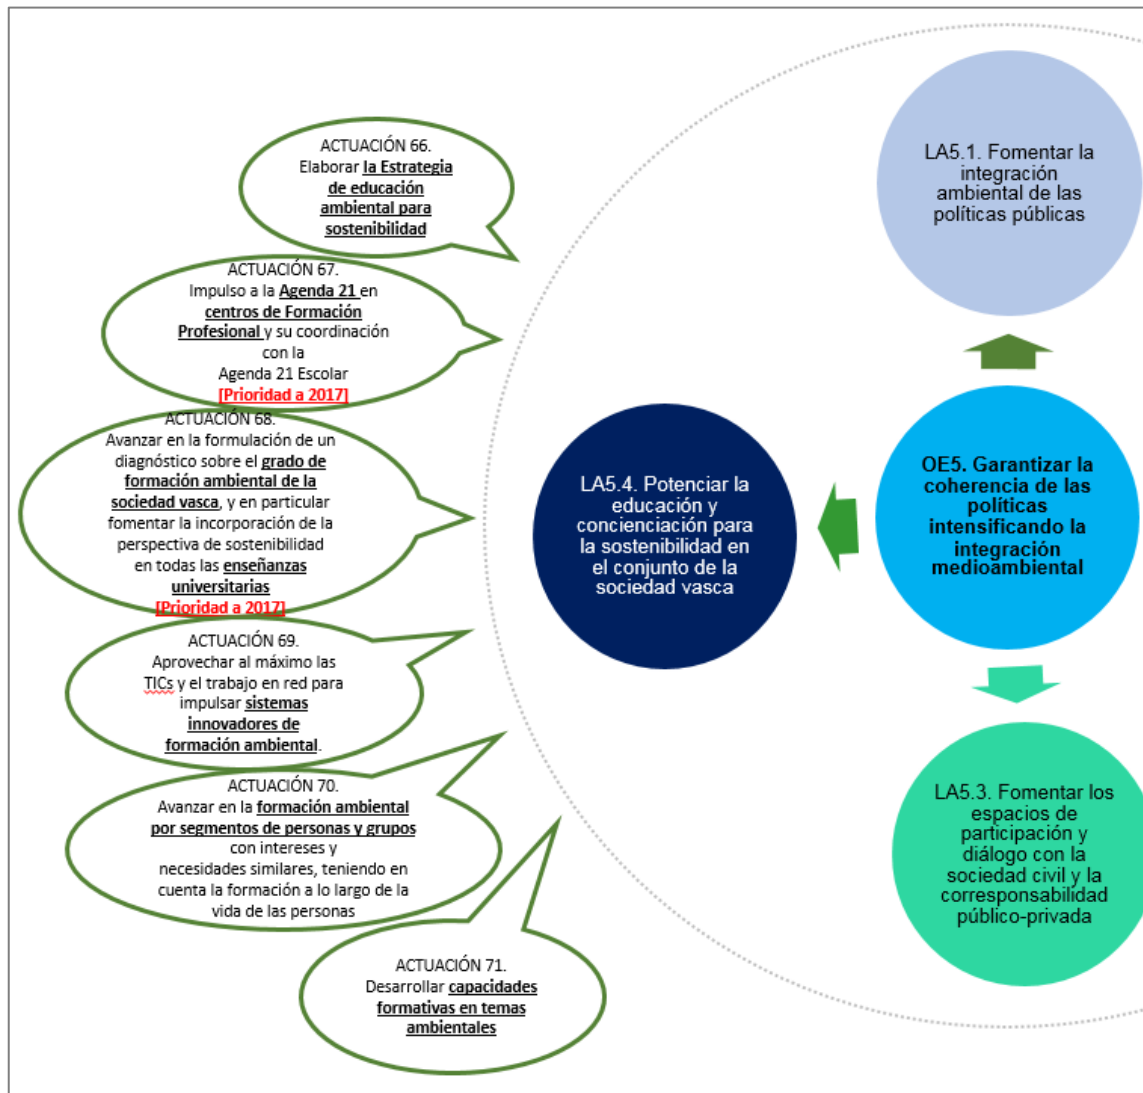 ACTUACIÓN 66.
Elaborar la Estrategia
de educación
ambiental para
sostenibilidad
ACTUACIÓN 67.
Impulso a la Agenda 21 en
centros de Formación
Profesional y su coordinación
con la
Agenda 21 Escolar
[Prioridad a 2017]
ACTUACIÓN 68.
Avanzar en la formulación de un
diagnóstico sobre el grado de
formación ambiental de la
sociedad vasca, y en particular
fomentar la incorporación de la
perspectiva de sostenibilidad
en todas las enseñanzas
universitarias
[Prioridad a 2017]
ACTUACIÓN 69.
Aprovechar al máximo las
TICs y el trabajo en red para
impulsar sistemas
innovadores de
formación ambiental.
ACTUACIÓN 70.
Avanzar en la formación ambiental
por segmentos de personas y grupos
con intereses y
necesidades similares, teniendo en
cuenta la formación a lo largo de la
vida de las personas
ACTUACIÓN 71.
Desarrollar capacidades
formativas en temas
ambientales
LA5.4. Potenciar la
educación y
concienciación para
la sostenibilidad en
el conjunto de la
sociedad vasca
LA5.1. Fomentar la
integración
ambiental de las
políticas públicas
OE5. Garantizar la
coherencia de las
políticas
intensificando la
integración
medioambiental
LA5.3. Fomentar los
espacios de
participación y
diálogo con la
sociedad civil y la
corresponsabilidad
público-privada